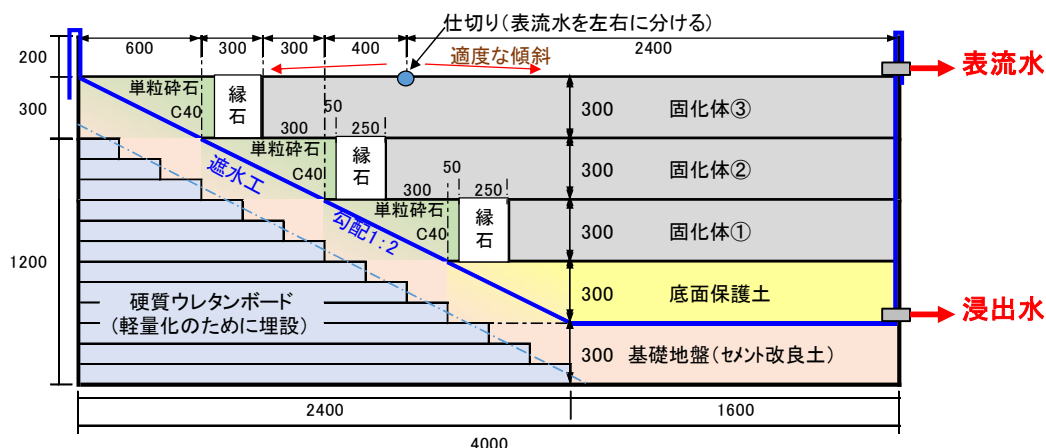 仕切り(表流水を左右に分ける)
200
600
300
300
400
2400
適度な傾斜
表流水
300
単粒砕石
C40
縁石
50
300
250
300
固化体③
単粒砕石
C40
縁石
50
300
250
300
固化体②
遮水工
単粒砕石
C40
縁石
300
固化体①
勾配1:2
1200
硬質ウレタンボード
(軽量化のために埋設)
300
底面保護土
浸出水
300
基礎地盤(セメント改良土)
2400
1600
4000